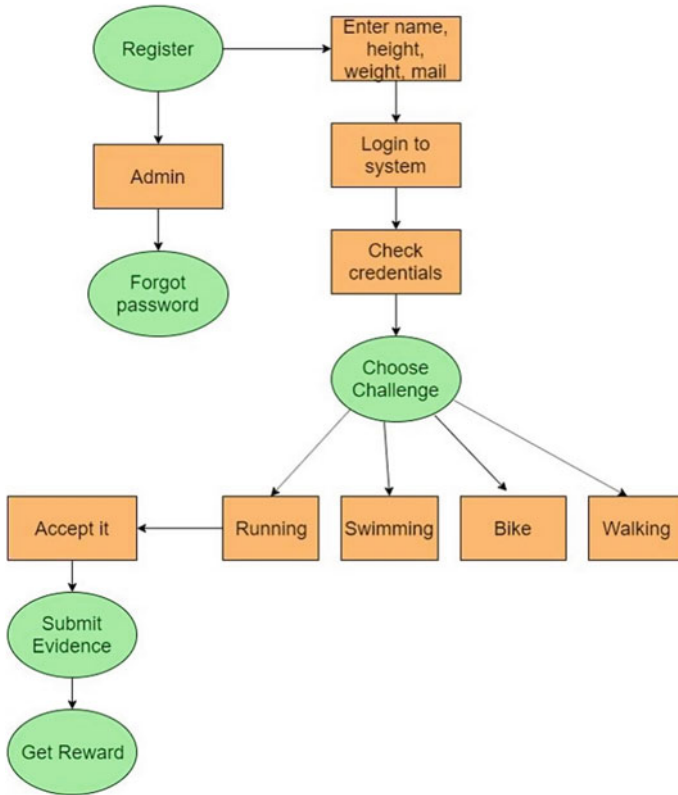 Register
Enter name,
height,
weight, mail
Admin
Login to
system
Forgot
password
Check
credentials
Choose
Challenge
Accept it
Running
Swimming
Bike
Walking
Submit
Evidence
Get Reward